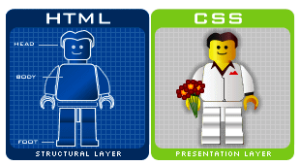 HTML
HEAD
BODY
FOOT
STRUCTURAL LAYER
CSS
PRESENTATION LAYER